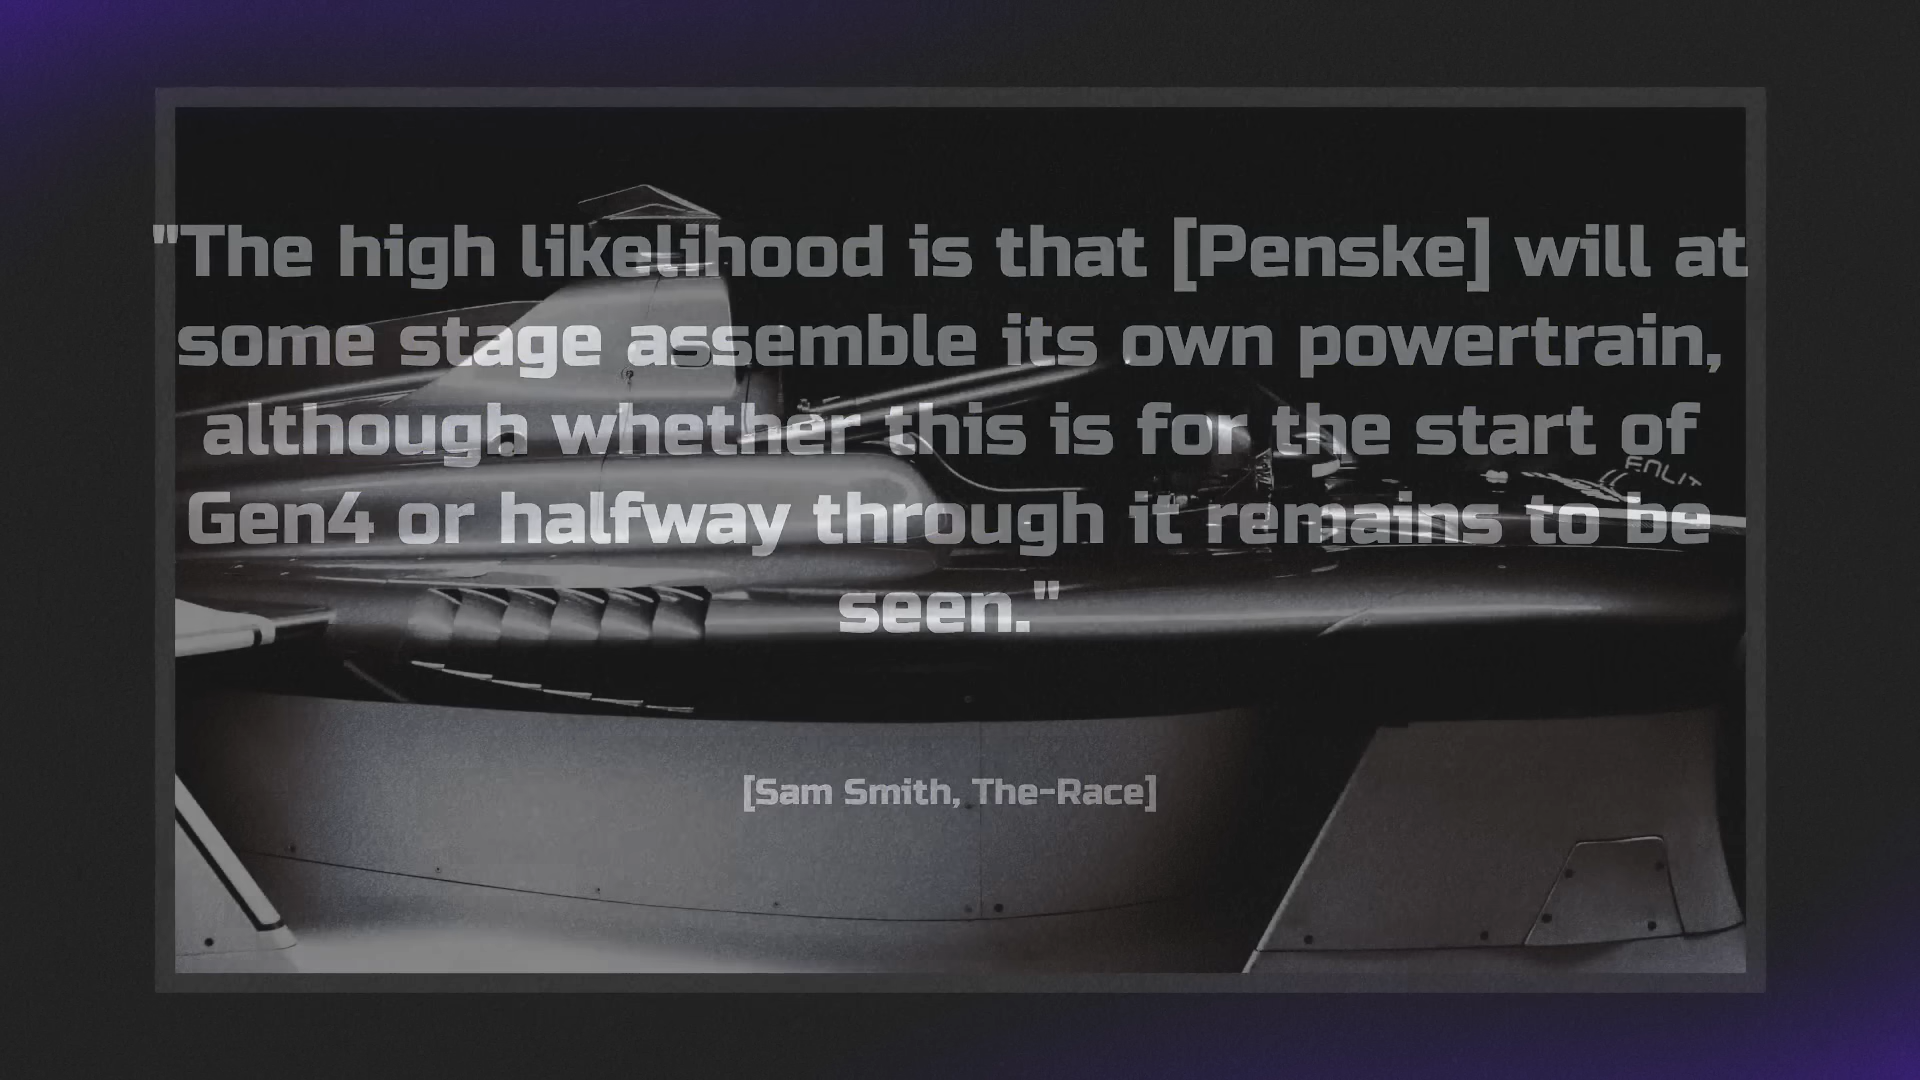 "The high likelihood is that [Penske] will at
some stage assemble its own powertrain,
although whether this is for the start of
Gen4 or halfway through it remains to be
seen."
ENLIT
[Sam Smith, The-Race]